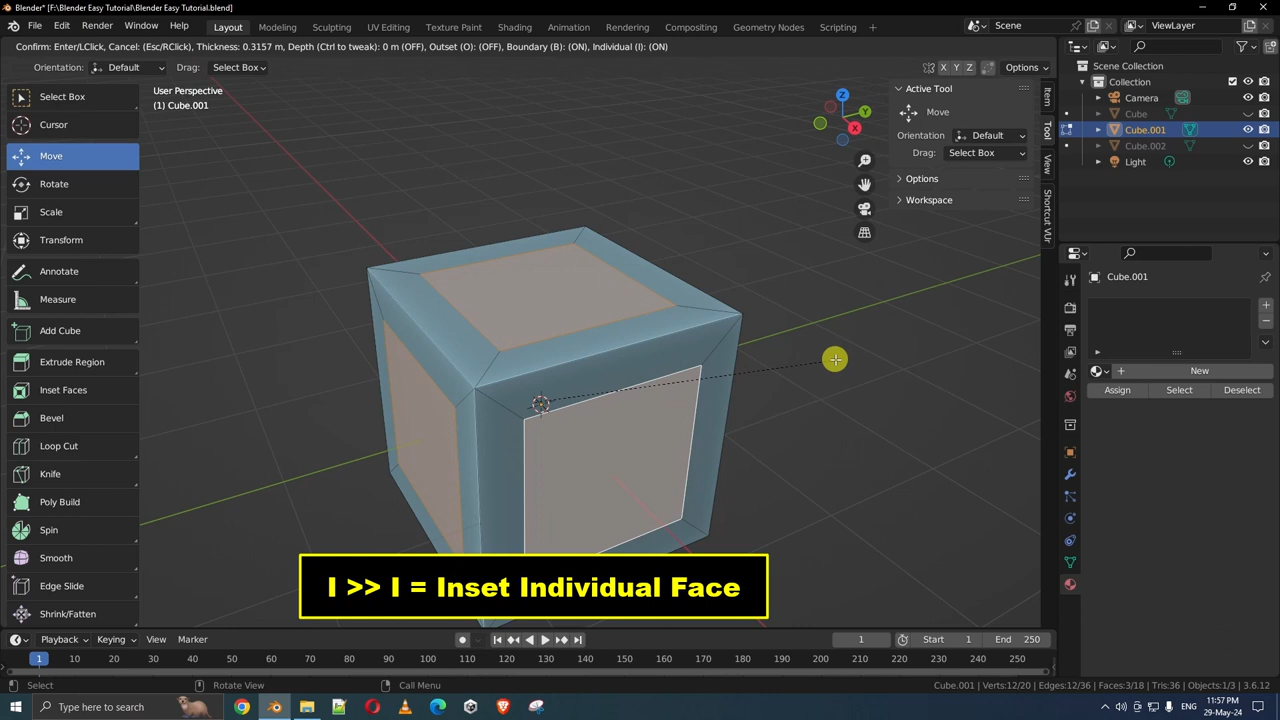 Blender* [F:\Blender Easy Tutorial\Blender Easy Tutorial.blend]
File Edit Render Window Help Layout Modeling Sculpting UV Editing Texture Paint Shading Animation Rendering Compositing Geometry Nodes Scripting Scene ViewLayer
Confirm: Enter/LClick, Cancel: (Esc/RClick), Thickness: 0.3157 m, Depth (Ctrl to tweak): 0 m (OFF), Outset (O): (OFF), Boundary (B): (ON), Individual (I): (ON)
Orientation: Default Drag: Select Box X Y Z Options
User Perspective
(1) Cube.001
Select Box
Cursor
Move
Rotate
Scale
Transform
Annotate
Measure
Add Cube
Extrude Region
Inset Faces
Bevel
Loop Cut
Knife
Poly Build
Spin
Smooth
Edge Slide
Shrink/Fatten
Z
Y
X
Active Tool
Move
Orientation Default
Drag: Select Box
Options
Workspace
Item
Tool
View
Shortcut VUr
Scene Collection
Collection
Camera
Cube
Cube.001
Cube.002
Light
Cube.001
New
Assign Select Deselect
I >> I = Inset Individual Face
Playback Keying View Marker 1 Start 1 End 250
1 10 20 30 40 50 60 70 80 90 100 110 120 130 140 150 160 170 180 190 200 210 220 230 240 250
Select Rotate View Call Menu Cube.001 | Verts:12/20 | Edges:12/36 | Faces:3/18 | Tris:36 | Objects:1/3 | 3.6.12
Type here to search ENG 11:57 PM
29-May-24